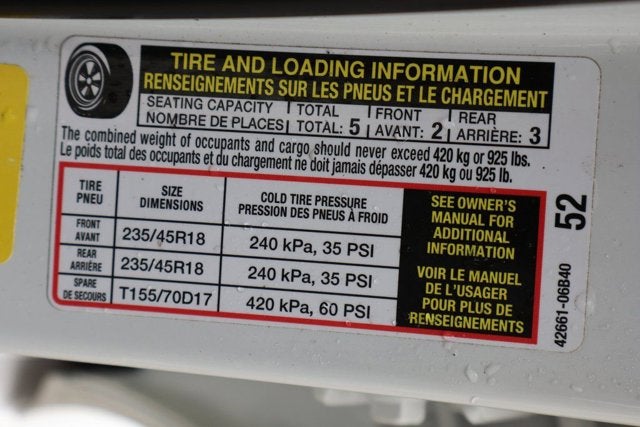 TIRE AND LOADING INFORMATION
RENSEIGNEMENTS SUR LES PNEUS ET LE CHARGEMENT
SEATING CAPACITY TOTAL FRONT REAR
NOMBRE DE PLACES TOTAL: 5 AVANT: 2 ARRIÈRE: 3
The combined weight of occupants and cargo should never exceed 420 kg or 925 lbs.
Le poids total des occupants et du chargement ne doit jamais dépasser 420 kg ou 925 lb.
TIRE
PNEU
SIZE
DIMENSIONS
COLD TIRE PRESSURE
PRESSION DES PNEUS À FROID
FRONT
AVANT
235/45R18
240 kPa, 35 PSI
REAR
ARRIÈRE
235/45R18
240 kPa, 35 PSI
SPARE
DE SECOURS
T155/70D17
420 kPa, 60 PSI
SEE OWNER'S
MANUAL FOR
ADDITIONAL
INFORMATION
VOIR LE MANUEL
DE L'USAGER
POUR PLUS DE
RENSEIGNEMENTS
52
42661-06B40